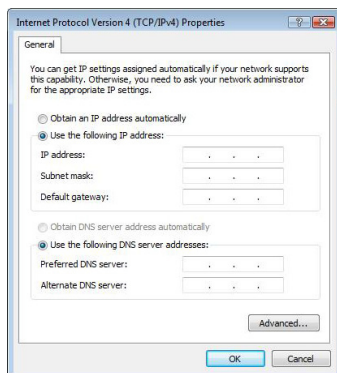 Internet Protocol Version 4 (TCP/IPv4) Properties
General
You can get IP settings assigned automatically if your network supports
this capability. Otherwise, you need to ask your network administrator
for the appropriate IP settings.
Obtain an IP address automatically
Use the following IP address:
IP address:
Subnet mask:
Default gateway:
Obtain DNS server address automatically
Use the following DNS server addresses:
Preferred DNS server:
Alternate DNS server:
Advanced...
OK Cancel